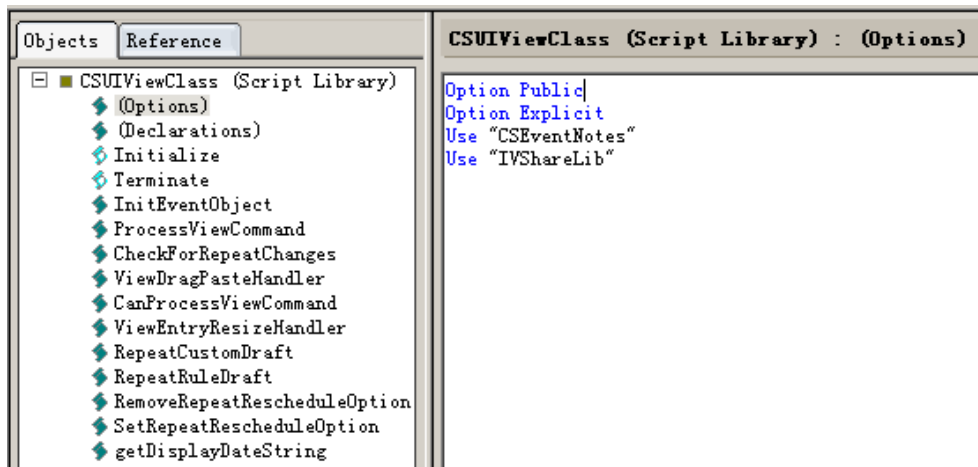 Objects Reference
CSUIViewClass (Script Library)
(Options)
(Declarations)
Initialize
Terminate
InitEventObject
ProcessViewCommand
CheckForRepeatChanges
ViewDragPasteHandler
CanProcessViewCommand
ViewEntryResizeHandler
RepeatCustomDraft
RepeatRuleDraft
RemoveRepeatRescheduleOption
SetRepeatRescheduleOption
getDisplayDateString
CSUIViewClass (Script Library) : (Options)
Option Public
Option Explicit
Use "CSEventNotes"
Use "IVShareLib"